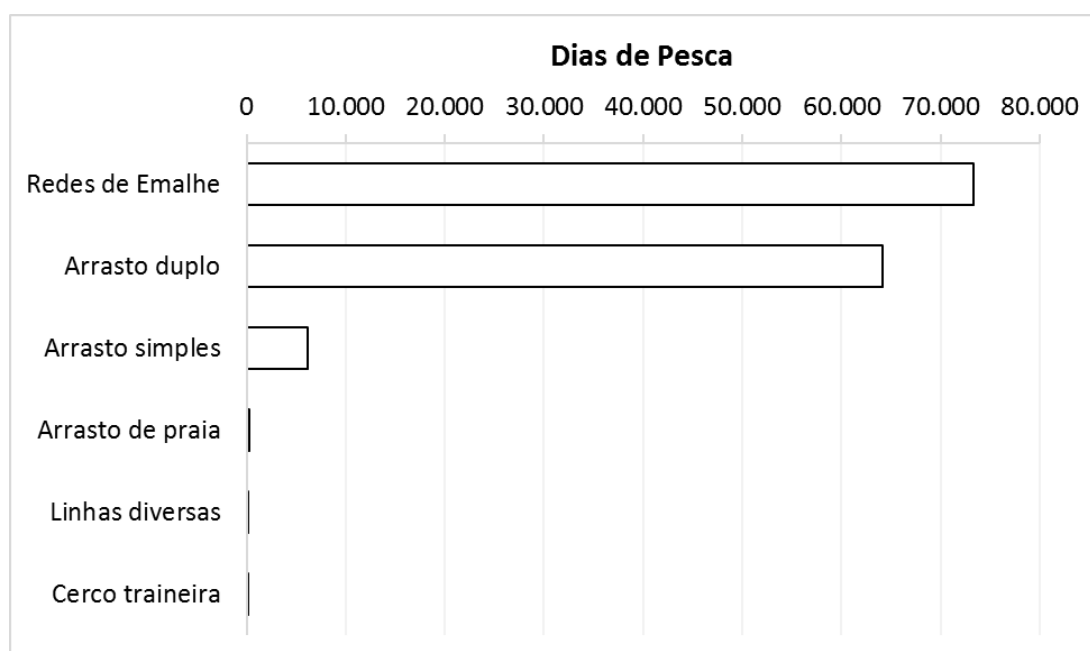 Dias de Pesca
0 10.000 20.000 30.000 40.000 50.000 60.000 70.000 80.000
Redes de Emalhe
Arrasto duplo
Arrasto simples
Arrasto de praia
Linhas diversas
Cerco traineira